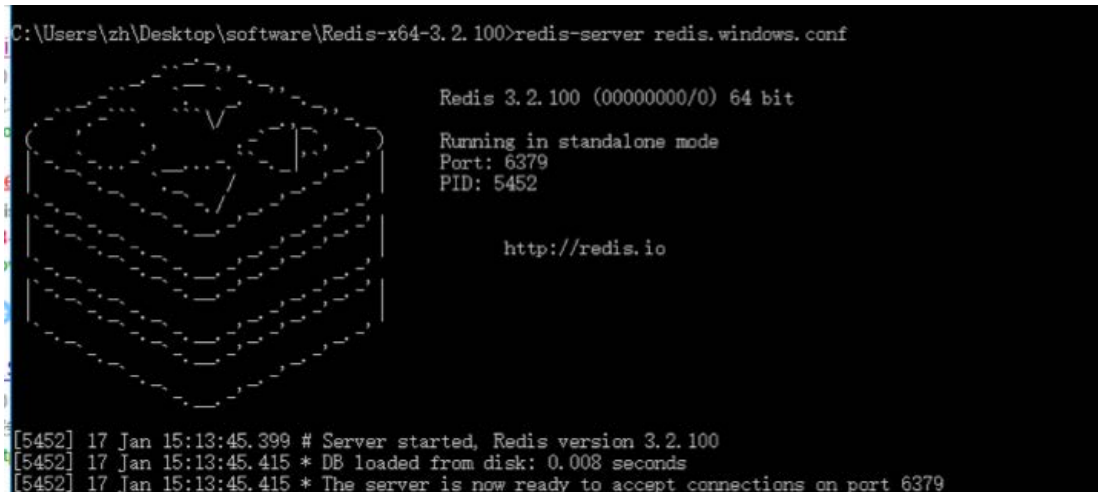 C:\Users\zh\Desktop\software\Redis-x64-3.2.100>redis-server redis.windows.conf
Redis 3.2.100 (00000000/0) 64 bit
Running in standalone mode
Port: 6379
PID: 5452
http://redis.io
[5452] 17 Jan 15:13:45.399 # Server started, Redis version 3.2.100
[5452] 17 Jan 15:13:45.415 * DB loaded from disk: 0.008 seconds
[5452] 17 Jan 15:13:45.415 * The server is now ready to accept connections on port 6379